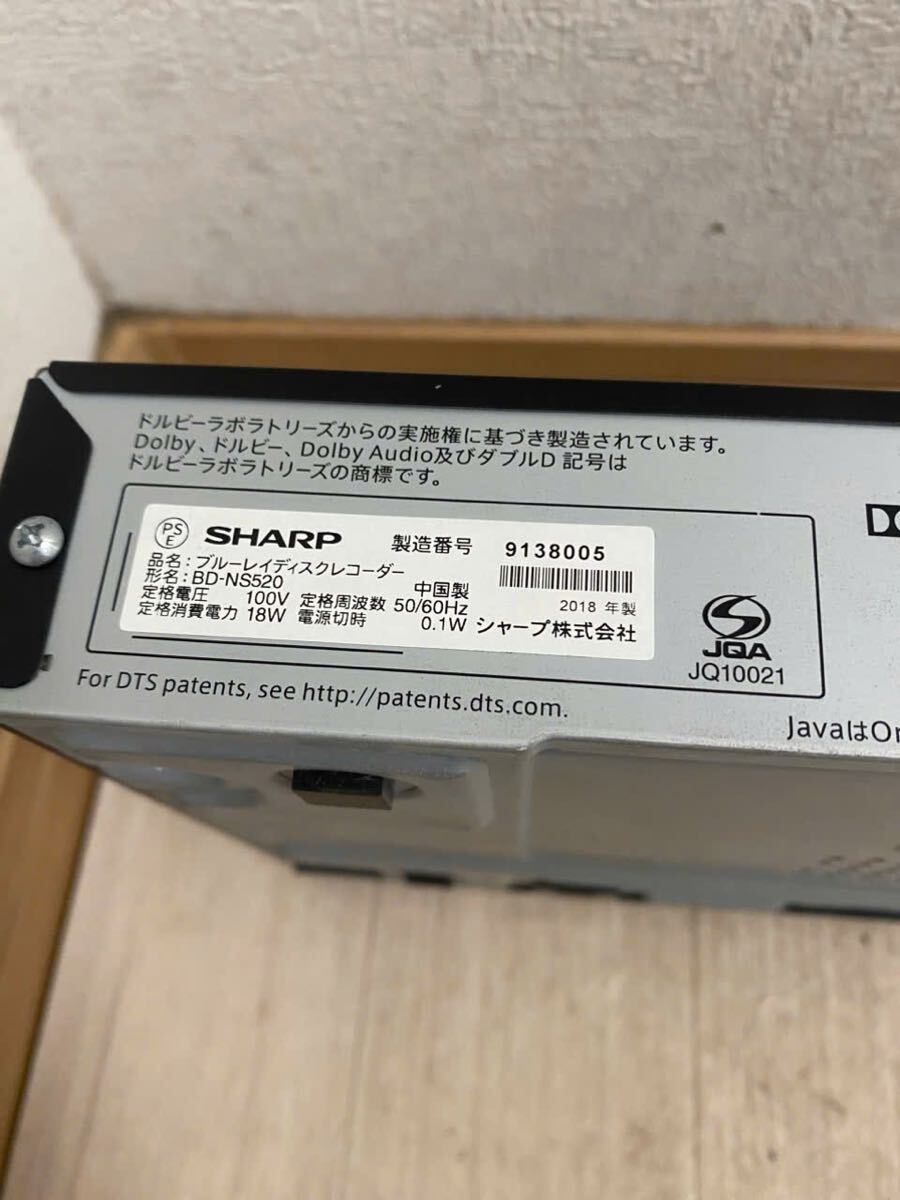 ドルビーラボラトリーズからの実施権に基づき製造されています。
Dolby、ドルビー、Dolby Audio及びダブルD 記号は
ドルビーラボラトリーズの商標です。
PS
E
SHARP
製造番号 9138005
品名：ブルーレイディスクレコーダー
形名：BD-NS520 中国製
2018 年製
定格電圧 100V 定格周波数 50/60Hz
定格消費電力 18W 電源切時 0.1W シャープ株式会社
JQA
JQ10021
For DTS patents, see http://patents.dts.com.
JavaはOr